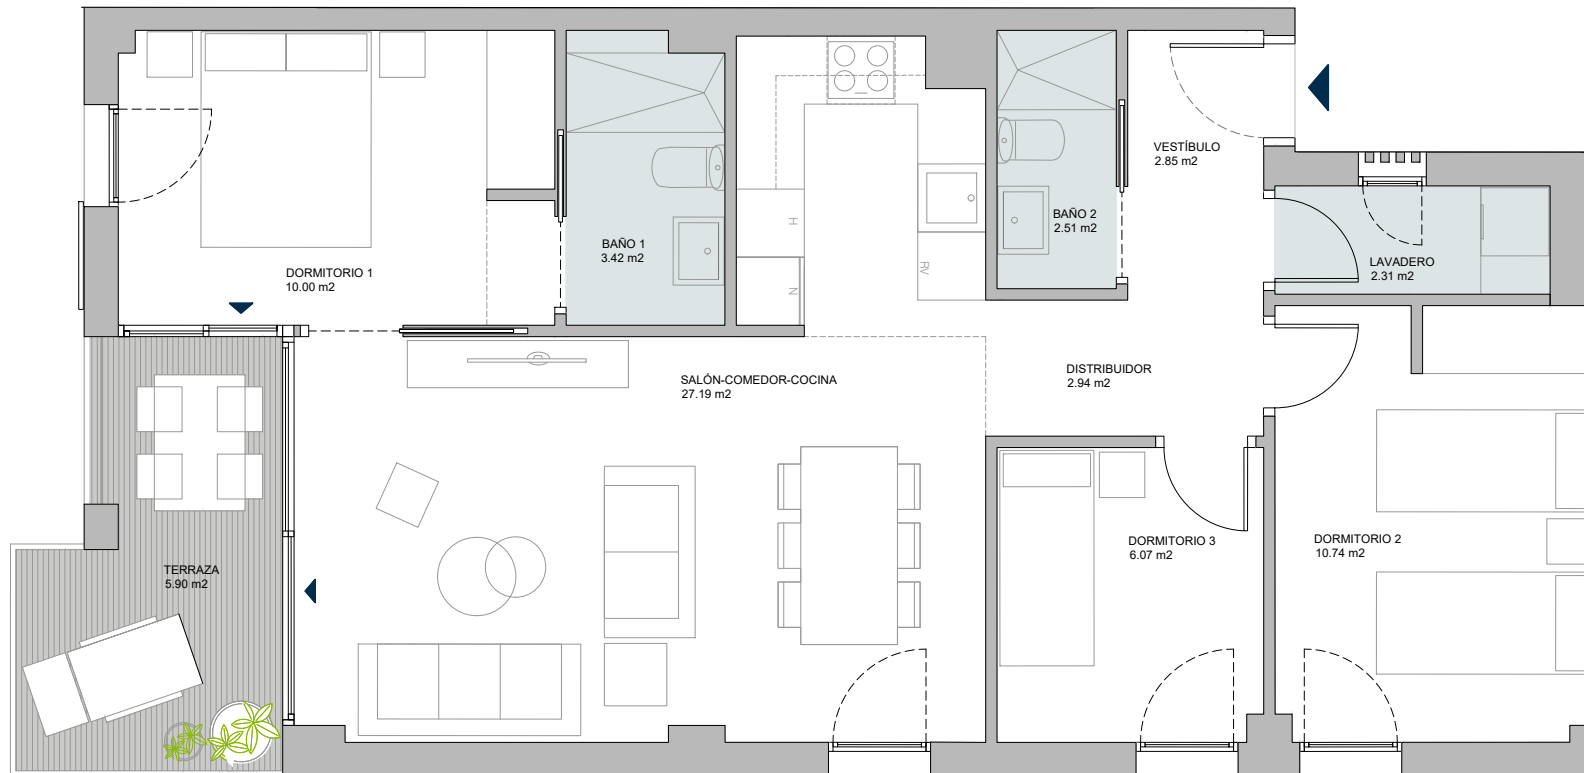 DORMITORIO 1
10.00 m2
BAÑO 1
3.42 m2
H
N
RV
BAÑO 2
2.51 m2
VESTÍBULO
2.85 m2
LAVADERO
2.31 m2
SALÓN-COMEDOR-COCINA
27.19 m2
DISTRIBUIDOR
2.94 m2
TERRAZA
5.90 m2
DORMITORIO 3
6.07 m2
DORMITORIO 2
10.74 m2